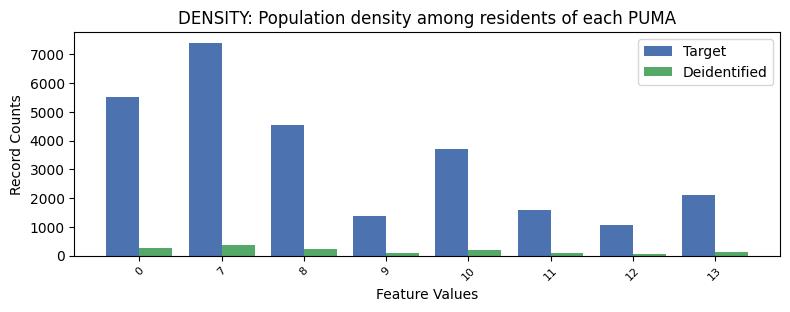 DENSITY: Population density among residents of each PUMA
Target
Deidentified
Record Counts
7000
6000
5000
4000
3000
2000
1000
0
0 7 8 9 10 11 12 13
Feature Values